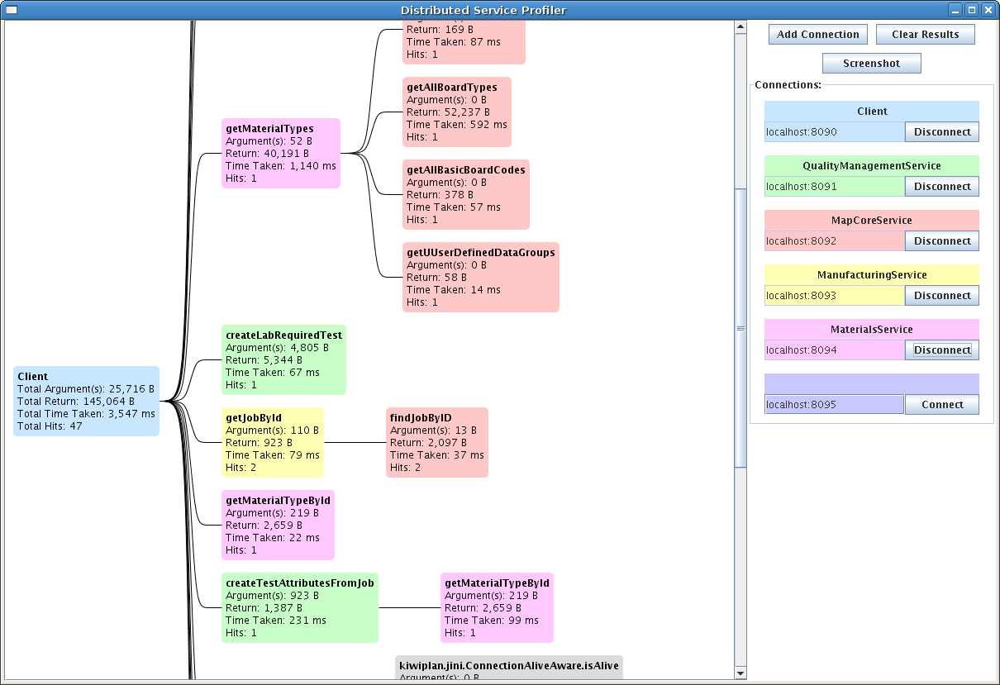 Distributed Service Profiler
Return: 169 B
Time Taken: 87 ms
Hits: 1
getAllBoardTypes
Argument(s): 0 B
Return: 52,237 B
Time Taken: 592 ms
Hits: 1
getMaterialTypes
Argument(s): 52 B
Return: 40,191 B
Time Taken: 1,140 ms
Hits: 1
getAllBasicBoardCodes
Argument(s): 0 B
Return: 378 B
Time Taken: 57 ms
Hits: 1
getUUserDefinedDataGroups
Argument(s): 0 B
Return: 58 B
Time Taken: 14 ms
Hits: 1
createLabRequiredTest
Argument(s): 4,805 B
Return: 5,344 B
Time Taken: 67 ms
Hits: 1
Client
Total Argument(s): 25,716 B
Total Return: 145,064 B
Total Time Taken: 3,547 ms
Total Hits: 47
getJobById
Argument(s): 110 B
Return: 923 B
Time Taken: 79 ms
Hits: 2
findJobByID
Argument(s): 13 B
Return: 2,097 B
Time Taken: 37 ms
Hits: 2
getMaterialTypeById
Argument(s): 219 B
Return: 2,659 B
Time Taken: 22 ms
Hits: 1
createTestAttributesFromJob
Argument(s): 923 B
Return: 1,387 B
Time Taken: 231 ms
Hits: 1
getMaterialTypeById
Argument(s): 219 B
Return: 2,659 B
Time Taken: 99 ms
Hits: 1
kiwiplan.jini.ConnectionAliveAware.isAlive
Argument(s): 0 B
Add Connection
Clear Results
Screenshot
Connections:
Client
localhost:8090 Disconnect
QualityManagementService
localhost:8091 Disconnect
MapCoreService
localhost:8092 Disconnect
ManufacturingService
localhost:8093 Disconnect
MaterialsService
localhost:8094 Disconnect
localhost:8095 Connect